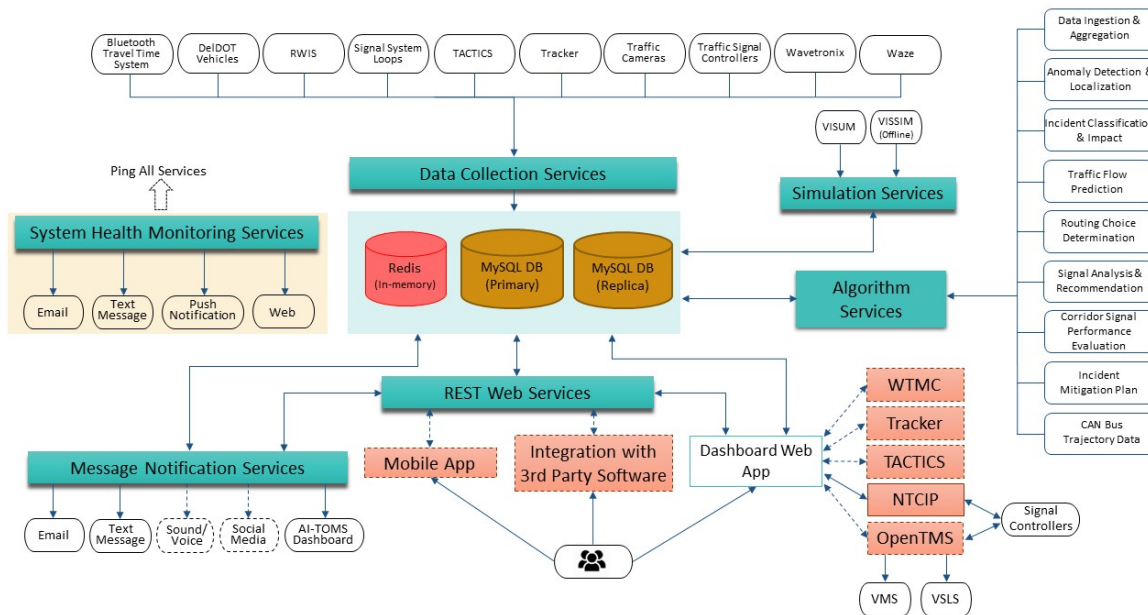 Bluetooth
Travel Time
System
DelDOT
Vehicles
RWIS
Signal System
Loops
TACTICS
Tracker
Traffic
Cameras
Traffic Signal
Controllers
Wavetronix
Waze
Data Ingestion &
Aggregation
Anomaly Detection &
Localization
Incident Classification
& Impact
Traffic Flow
Prediction
Routing Choice
Determination
Signal Analysis &
Recommendation
Corridor Signal
Performance
Evaluation
Incident
Mitigation Plan
CAN Bus
Trajectory Data
VISUM
VISSIM
(Offline)
Data Collection Services
Simulation Services
Ping All Services
System Health Monitoring Services
Email
Text
Message
Push
Notification
Web
Redis
(In-memory)
MySQL DB
(Primary)
MySQL DB
(Replica)
Algorithm
Services
REST Web Services
Message Notification Services
Email
Text
Message
Sound/
Voice
Social
Media
AI-TOMS
Dashboard
Mobile App
Integration with
3rd Party Software
Dashboard Web
App
WTMC
Tracker
TACTICS
NTCIP
OpenTMS
Signal
Controllers
VMS
VSLS